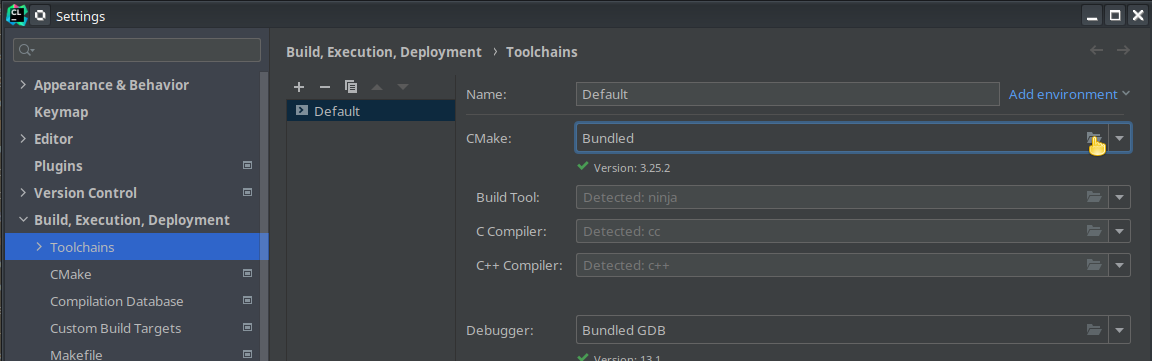 CL
Settings
Build, Execution, Deployment › Toolchains
Appearance & Behavior
Keymap
Editor
Plugins
Version Control
Build, Execution, Deployment
Toolchains
CMake
Compilation Database
Custom Build Targets
Makefile
Default
Name: Default Add environment
CMake: Bundled
Version: 3.25.2
Build Tool: Detected: ninja
C Compiler: Detected: cc
C++ Compiler: Detected: c++
Debugger: Bundled GDB
Version: 13.1